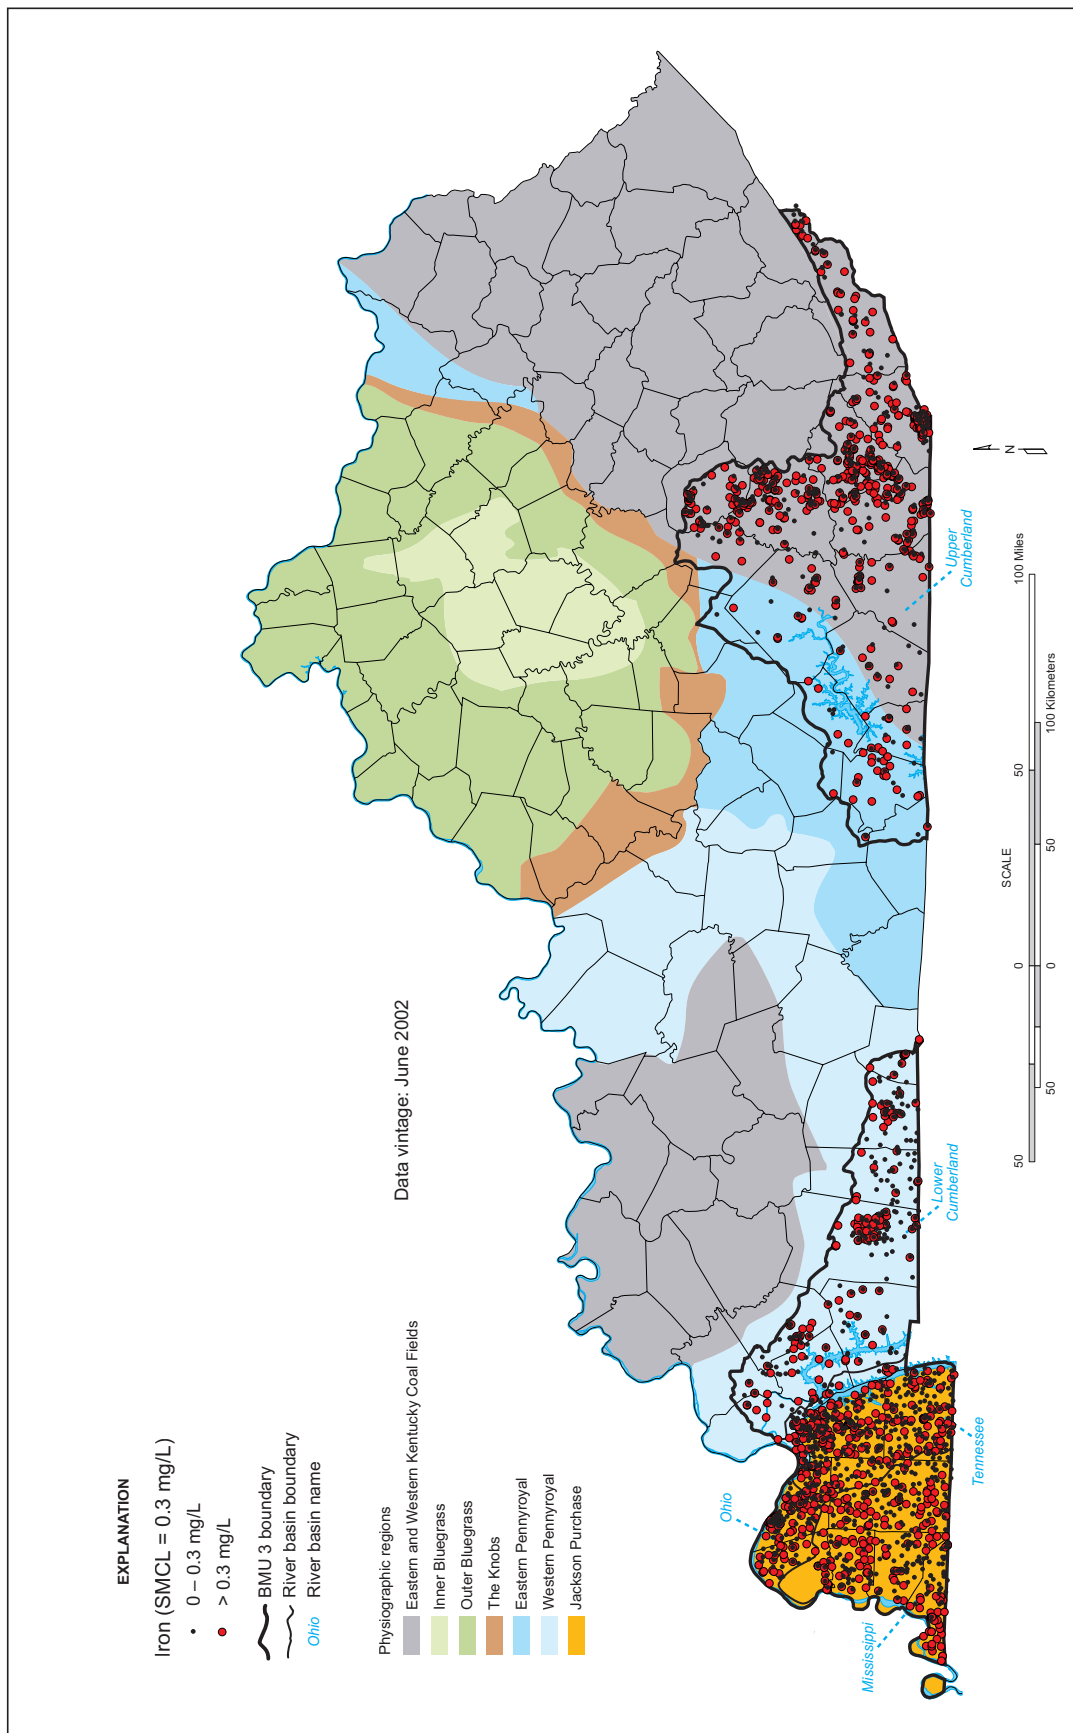 EXPLANATION
Iron (SMCL = 0.3 mg/L)
0 – 0.3 mg/L
> 0.3 mg/L
BMU 3 boundary
River basin boundary
Ohio River basin name
Physiographic regions
Eastern and Western Kentucky Coal Fields
Inner Bluegrass
Outer Bluegrass
The Knobs
Eastern Pennyroyal
Western Pennyroyal
Jackson Purchase
Data vintage: June 2002
Ohio
Mississippi
Tennessee
Lower
Cumberland
Upper
Cumberland
N
SCALE
50 0 50 100 Miles
50 0 50 100 Kilometers